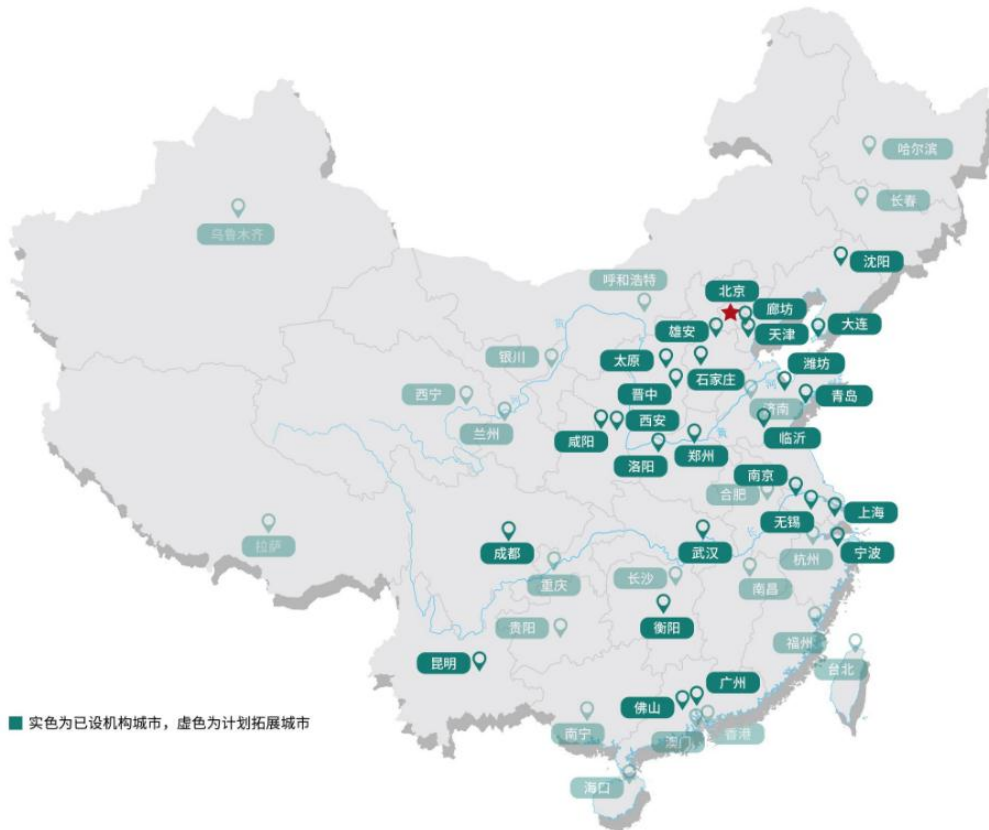 哈尔滨
长春
乌鲁木齐
沈阳
呼和浩特
北京
廊坊
雄安
天津
大连
银川
太原
石家庄
潍坊
西宁
晋中
济南
青岛
兰州
咸阳
西安
临沂
洛阳
郑州
南京
合肥
无锡
上海
拉萨
成都
武汉
杭州
宁波
重庆
长沙
南昌
贵阳
衡阳
福州
昆明
台北
广州
佛山
实色为已设机构城市，虚色为计划拓展城市
南宁
澳门
香港
海口
黄
河
黄
河
长